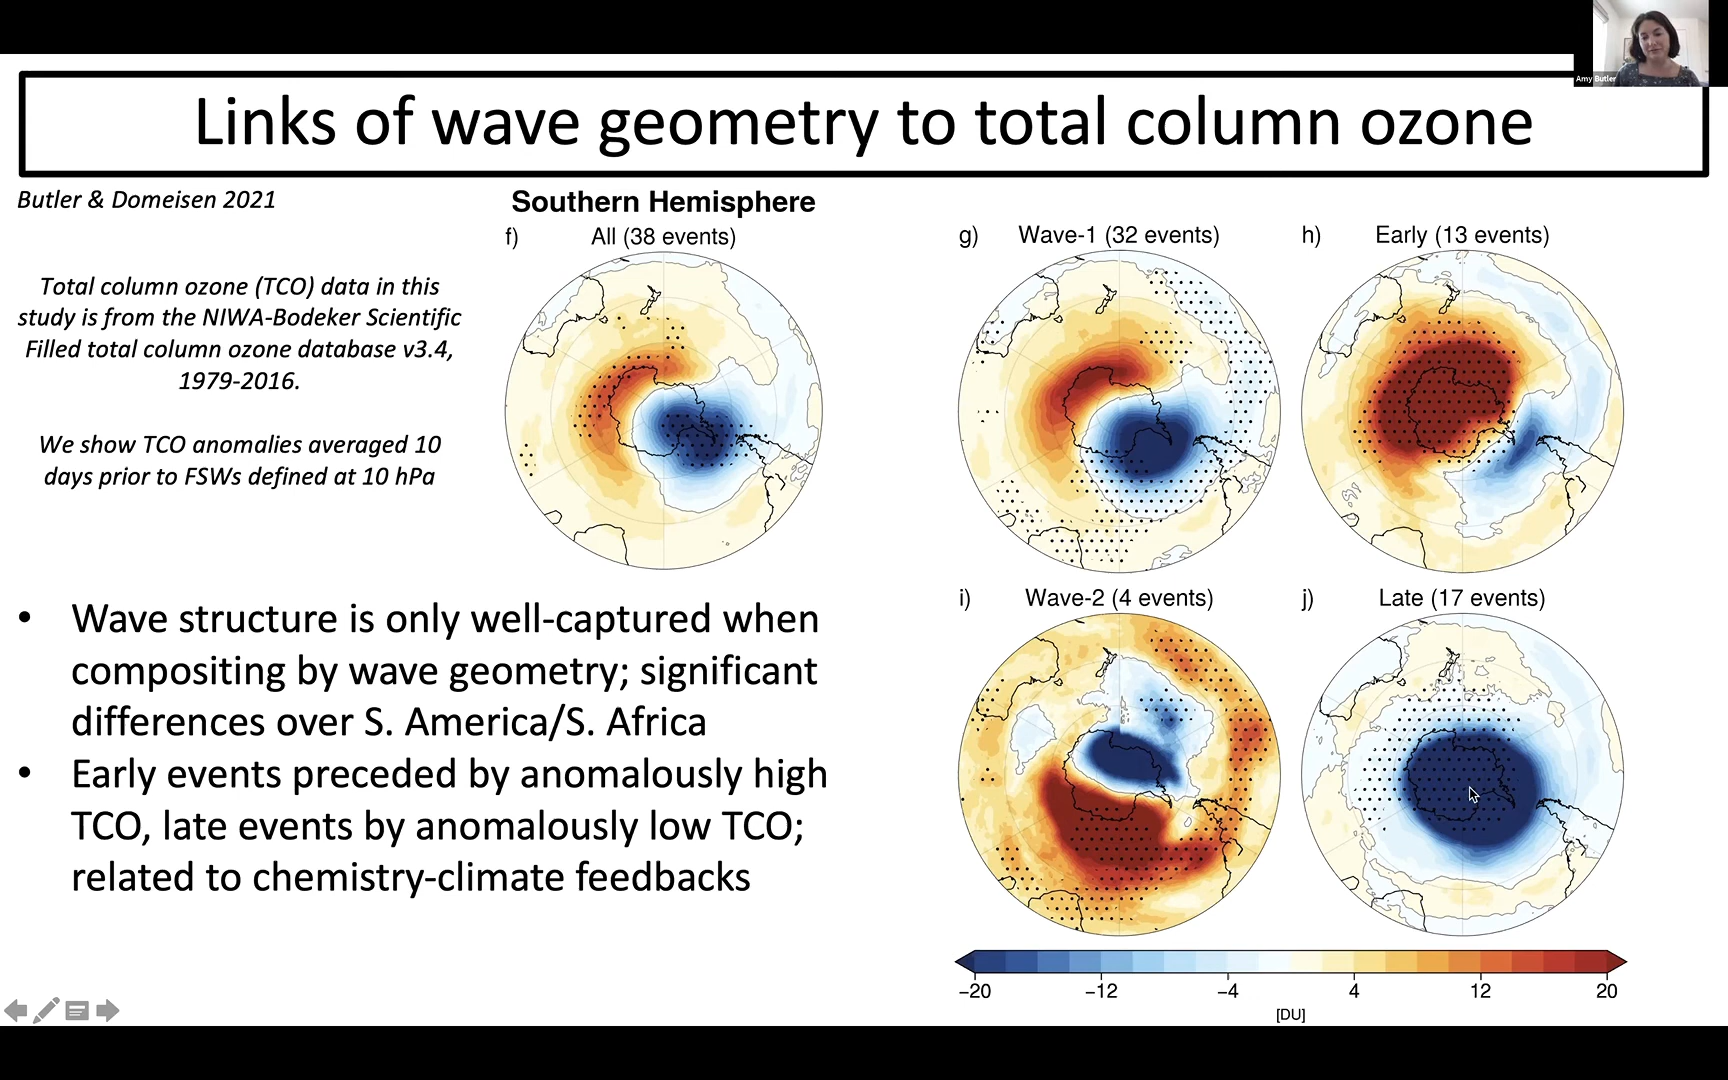 Amy Butler
Links of wave geometry to total column ozone
Butler & Domeisen 2021
Total column ozone (TCO) data in this
study is from the NIWA-Bodeker Scientific
Filled total column ozone database v3.4,
1979-2016.
We show TCO anomalies averaged 10
days prior to FSWs defined at 10 hPa
• Wave structure is only well-captured when
compositing by wave geometry; significant
differences over S. America/S. Africa
• Early events preceded by anomalously high
TCO, late events by anomalously low TCO;
related to chemistry-climate feedbacks
Southern Hemisphere
f) All (38 events)
g) Wave-1 (32 events)
h) Early (13 events)
i) Wave-2 (4 events)
j) Late (17 events)
−20 −12 −4 4 12 20
[DU]